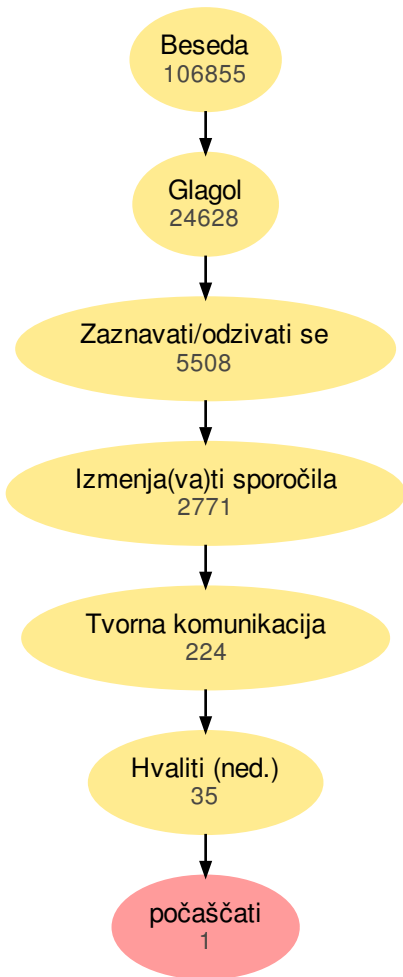 Beseda
106855
Glagol
24628
Zaznavati/odzivati se
5508
Izmenja(va)ti sporočila
2771
Tvorna komunikacija
224
Hvaliti (ned.)
35
počaščati
1